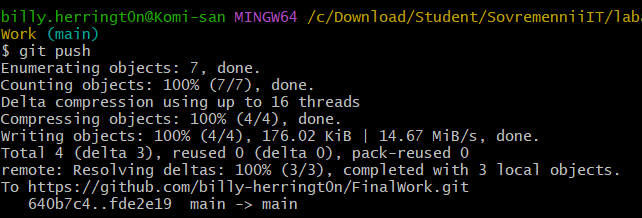 billy.herringt0n@Komi-san MINGW64 /c/Download/Student/SovremenniiIT/laba
Work (main)
$ git push
Enumerating objects: 7, done.
Counting objects: 100% (7/7), done.
Delta compression using up to 16 threads
Compressing objects: 100% (4/4), done.
Writing objects: 100% (4/4), 176.02 KiB | 14.67 MiB/s, done.
Total 4 (delta 3), reused 0 (delta 0), pack-reused 0
remote: Resolving deltas: 100% (3/3), completed with 3 local objects.
To https://github.com/billy-herringt0n/FinalWork.git
   640b7c4..fde2e19  main -> main